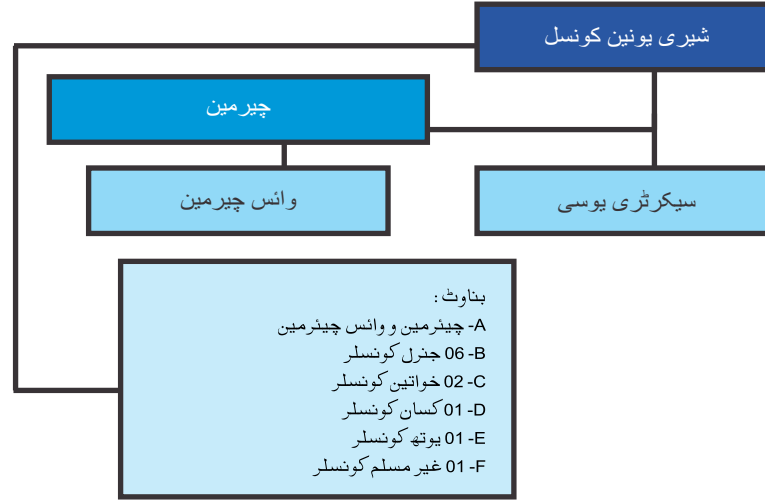 شیری یونین کونسل
چیرمین
وائس چیرمین
سیکرٹری یوسی
بناوٹ :
A- چیئرمین و وائس چیئرمین
B- 06 جنرل کونسلر
C- 02 خواتین کونسلر
D- 01 کسان کونسلر
E- 01 یوتھ کونسلر
F- 01 غیر مسلم کونسلر